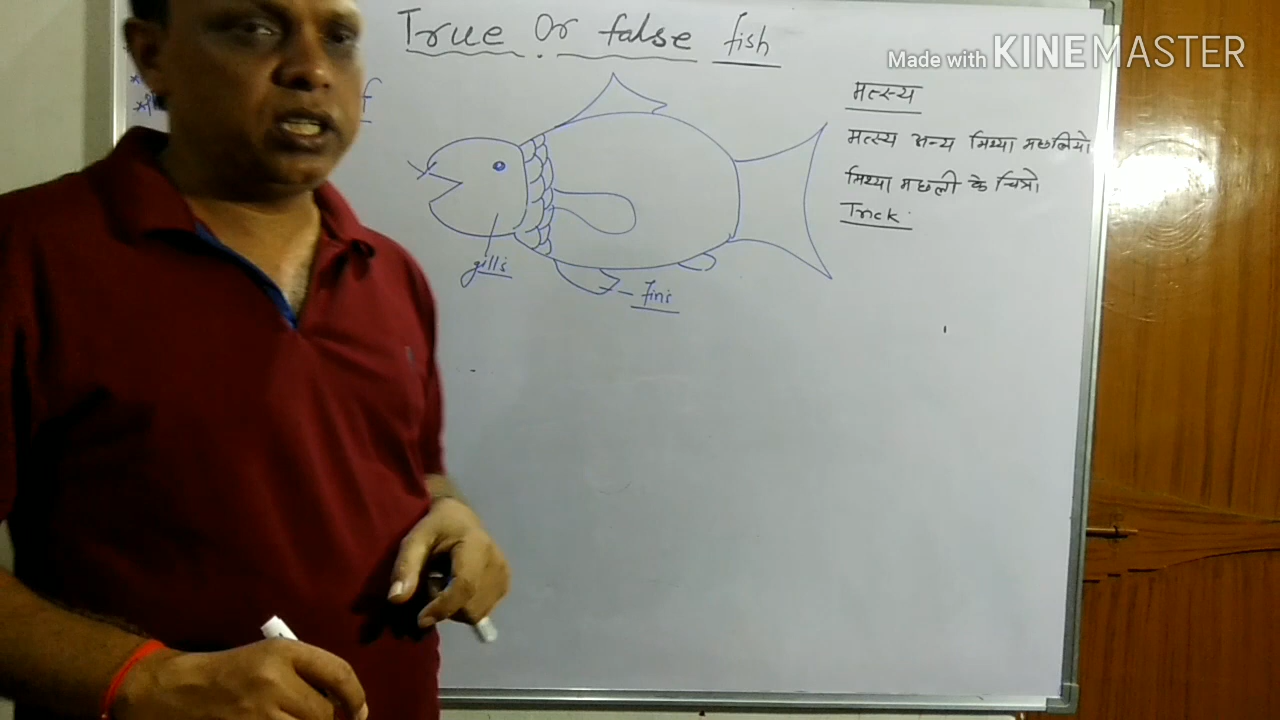 True Or false fish
Made with KINEMASTER
मत्स्य
मत्स्य अन्य मिथ्या मछलियो
मिथ्या मछली के चित्रो
Trick
gills
Fins